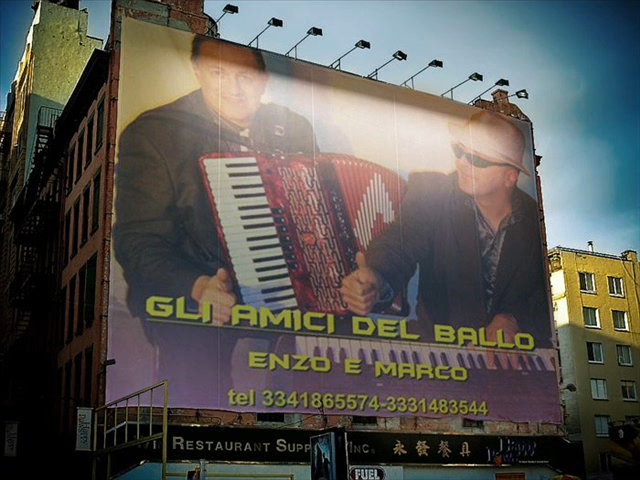 GLI AMICI DEL BALLO
ENZO E MARCO
tel 3341865574-3331483544
RESTAURANT SUPP INC.
永發餐具
FUEL